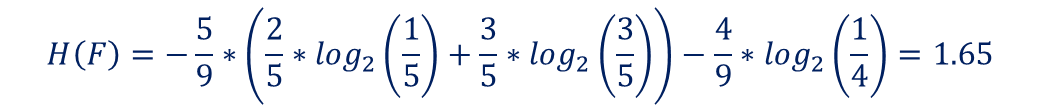 H(F) = − 5/9 * (2/5 * log₂(1/5) + 3/5 * log₂(3/5)) − 4/9 * log₂(1/4) = 1.65